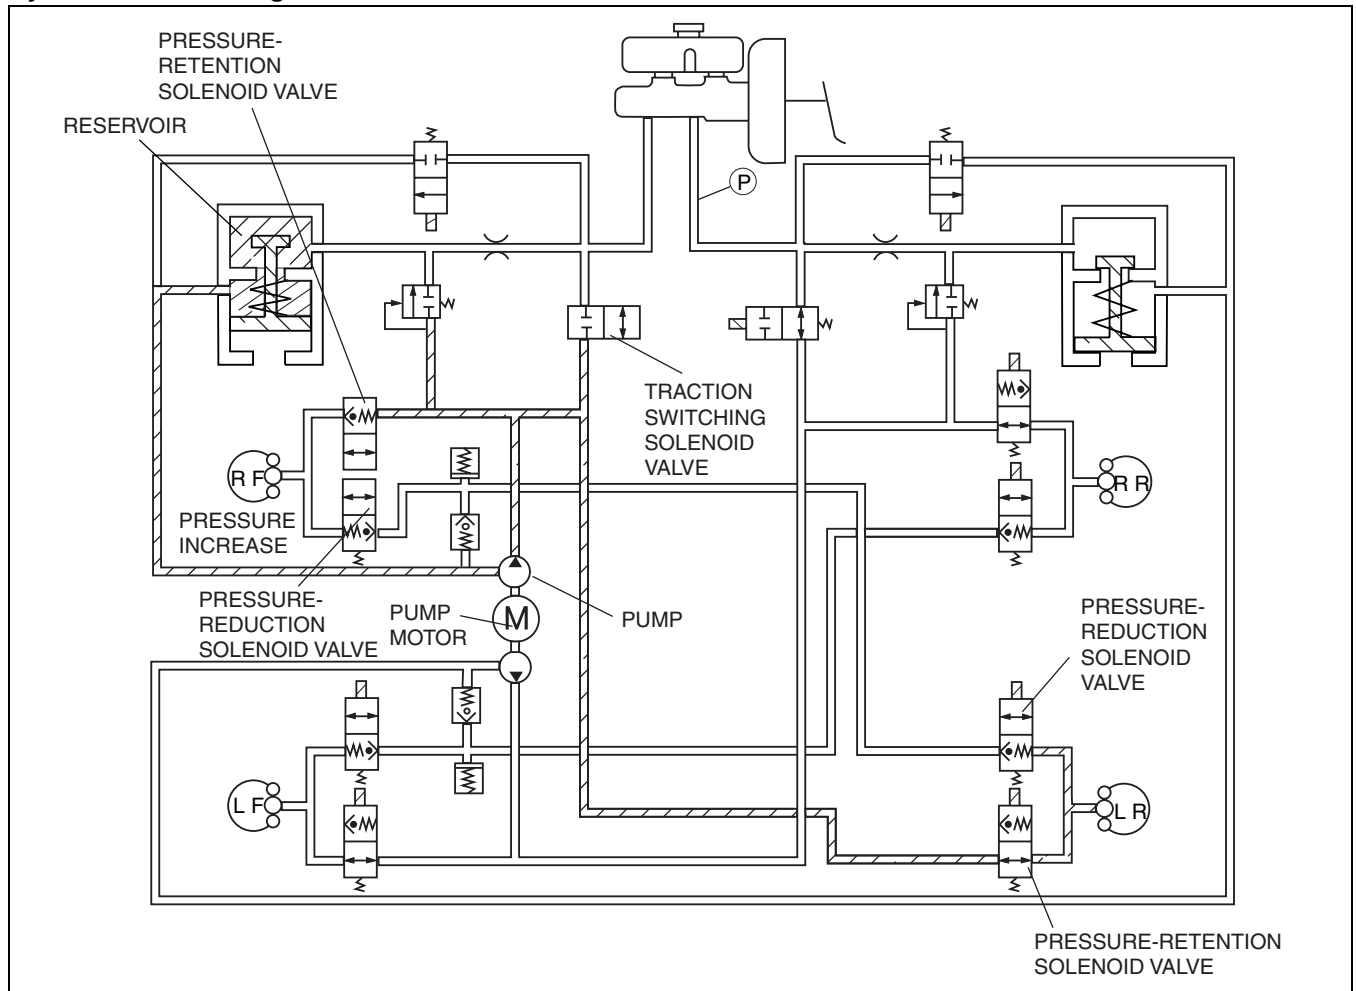 PRESSURE-
RETENTION
SOLENOID VALVE
RESERVOIR
P
TRACTION
SWITCHING
SOLENOID
VALVE
R F
R R
PRESSURE
INCREASE
PRESSURE-
REDUCTION
SOLENOID VALVE
PUMP
MOTOR
M
PUMP
PRESSURE-
REDUCTION
SOLENOID
VALVE
L F
L R
PRESSURE-RETENTION
SOLENOID VALVE